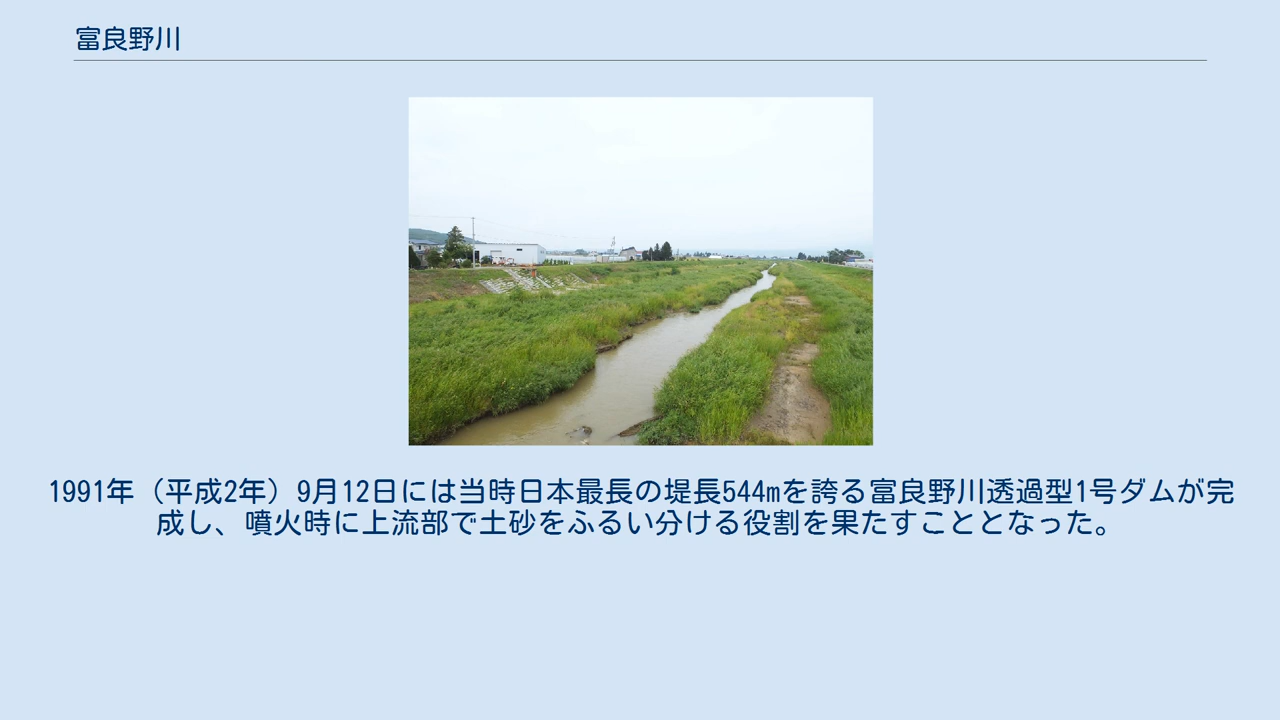 富良野川
1991年（平成2年）9月12日には当時日本最長の堤長544mを誇る富良野川透過型1号ダムが完
成し、噴火時に上流部で土砂をふるい分ける役割を果たすこととなった。